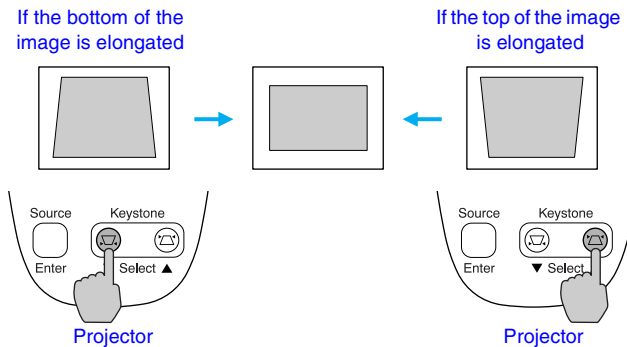 If the bottom of the
image is elongated
If the top of the image
is elongated
Source
Keystone
Enter
Select ▲
Projector
Source
Keystone
Enter
▼ Select
Projector